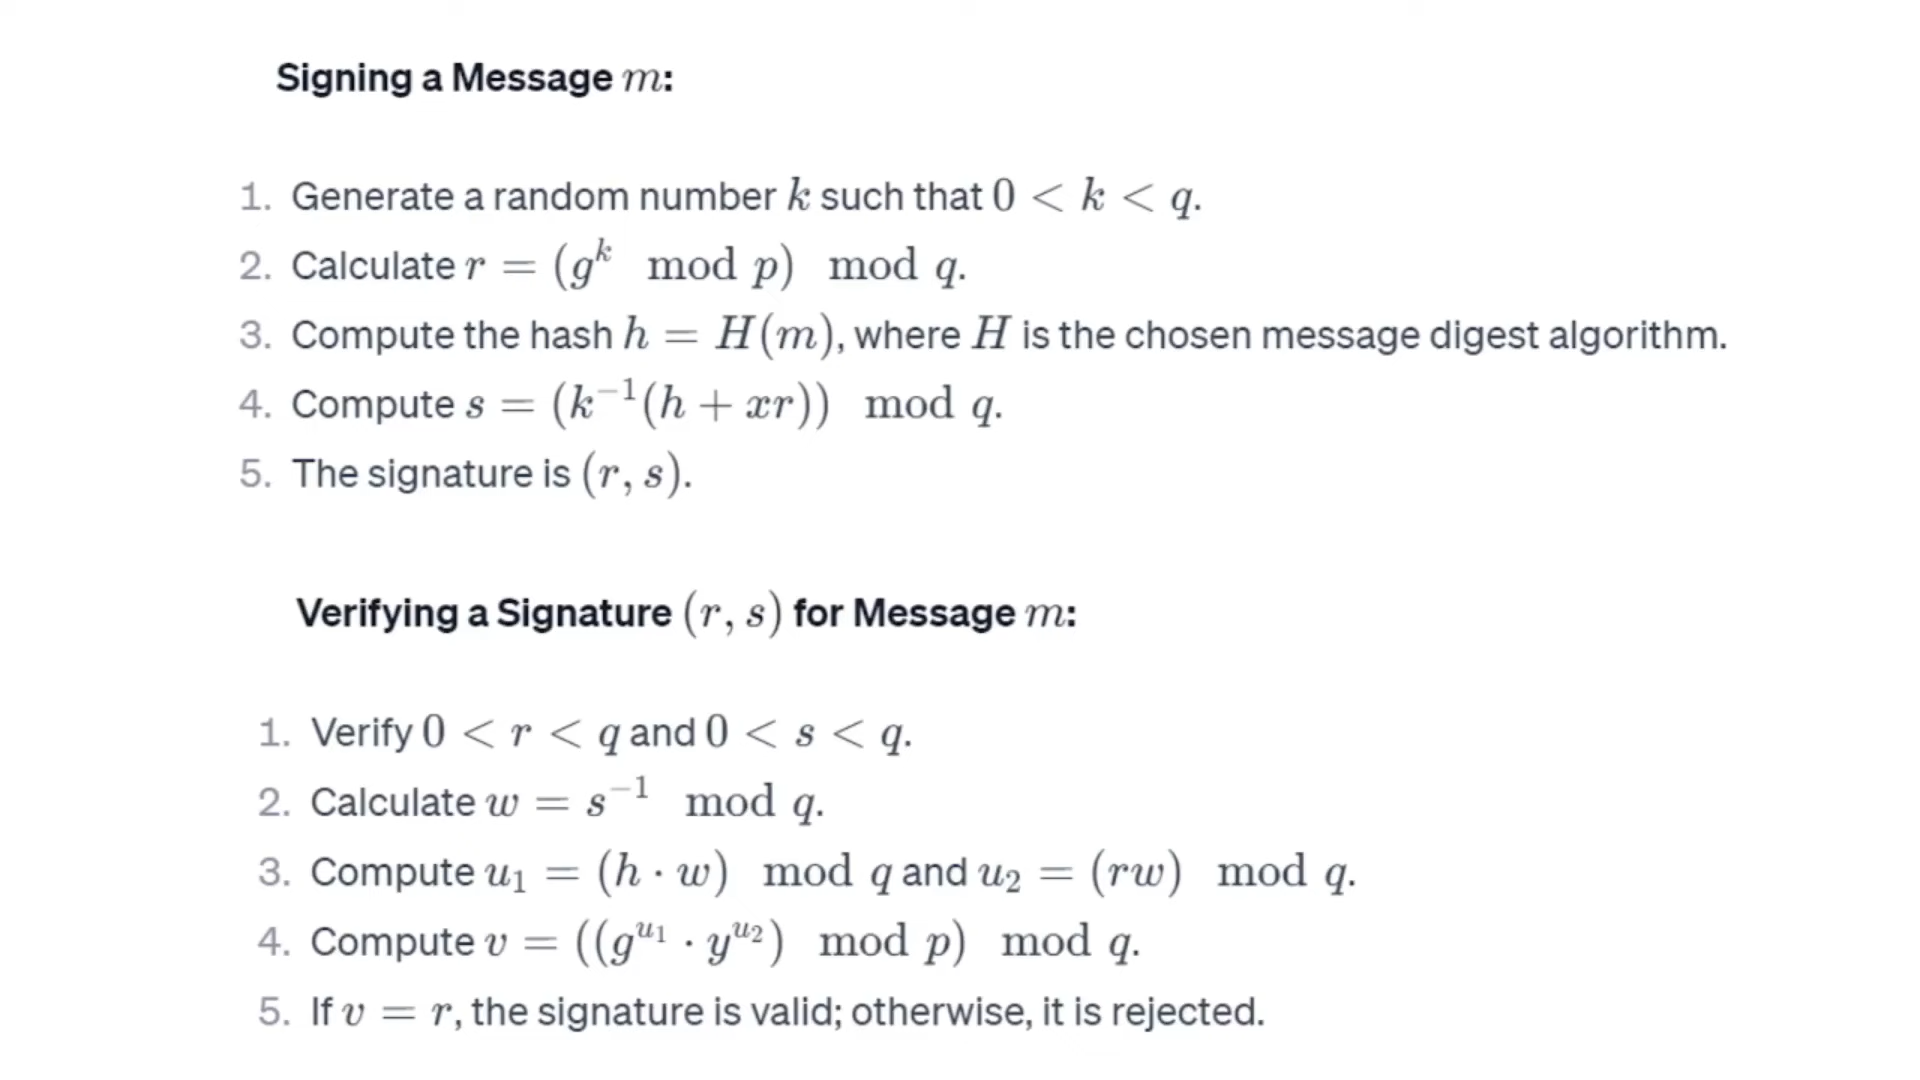 Signing a Message m:
1. Generate a random number k such that 0 < k < q.
2. Calculate r = (g^k mod p) mod q.
3. Compute the hash h = H(m), where H is the chosen message digest algorithm.
4. Compute s = (k^−1(h + xr)) mod q.
5. The signature is (r, s).
Verifying a Signature (r, s) for Message m:
1. Verify 0 < r < q and 0 < s < q.
2. Calculate w = s^−1 mod q.
3. Compute u₁ = (h · w) mod q and u₂ = (rw) mod q.
4. Compute v = ((g^u₁ · y^u₂) mod p) mod q.
5. If v = r, the signature is valid; otherwise, it is rejected.